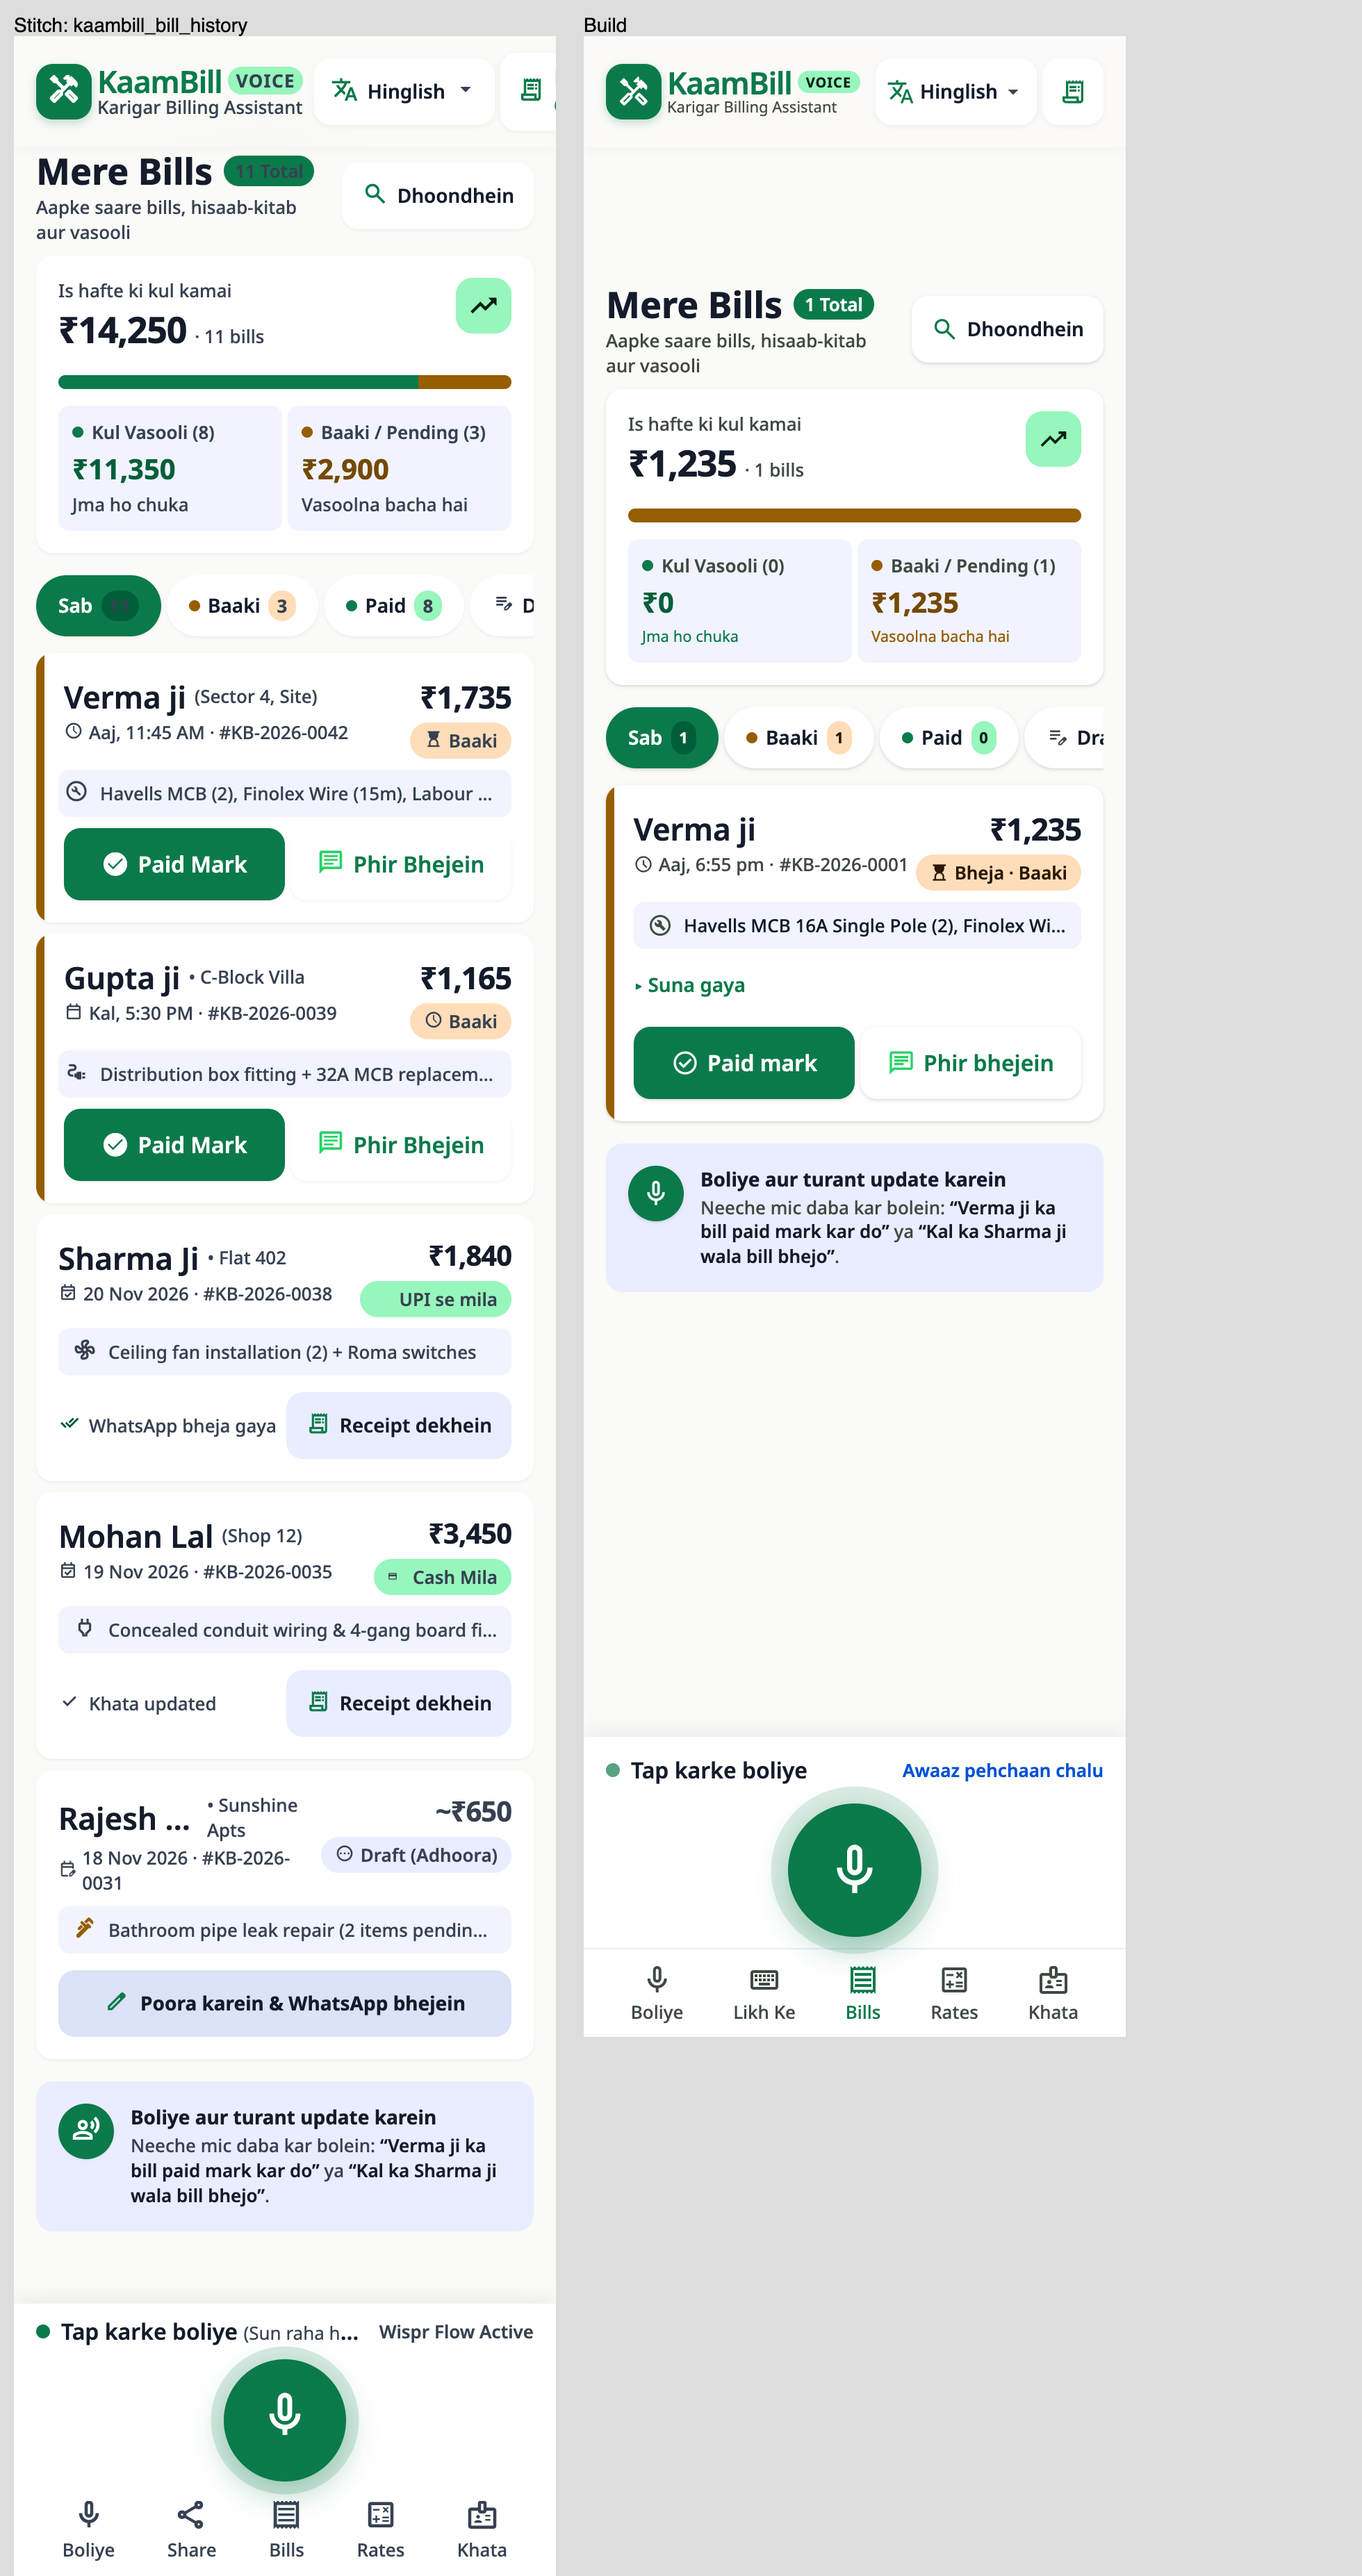 Stitch: kaambill_bill_history
KaamBill VOICE
Karigar Billing Assistant
Hinglish
Mere Bills 11 Total
Aapke saare bills, hisaab-kitab
aur vasooli
Dhoondhein
Is hafte ki kul kamai
₹14,250 · 11 bills
Kul Vasooli (8)
₹11,350
Jma ho chuka
Baaki / Pending (3)
₹2,900
Vasoolna bacha hai
Sab 11
Baaki 3
Paid 8
D
Verma ji (Sector 4, Site)
₹1,735
Aaj, 11:45 AM · #KB-2026-0042
Baaki
Havells MCB (2), Finolex Wire (15m), Labour ...
Paid Mark
Phir Bhejein
Gupta ji • C-Block Villa
₹1,165
Kal, 5:30 PM · #KB-2026-0039
Baaki
Distribution box fitting + 32A MCB replacem...
Paid Mark
Phir Bhejein
Sharma Ji • Flat 402
₹1,840
20 Nov 2026 · #KB-2026-0038
UPI se mila
Ceiling fan installation (2) + Roma switches
WhatsApp bheja gaya
Receipt dekhein
Mohan Lal (Shop 12)
₹3,450
19 Nov 2026 · #KB-2026-0035
Cash Mila
Concealed conduit wiring & 4-gang board fi...
Khata updated
Receipt dekhein
Rajesh ... • Sunshine
Apts
~₹650
18 Nov 2026 · #KB-2026-
0031
Draft (Adhoora)
Bathroom pipe leak repair (2 items pendin...
Poora karein & WhatsApp bhejein
Boliye aur turant update karein
Neeche mic daba kar bolein: “Verma ji ka
bill paid mark kar do” ya “Kal ka Sharma ji
wala bill bhejo”.
Tap karke boliye (Sun raha h...
Wispr Flow Active
Boliye
Share
Bills
Rates
Khata
Build
KaamBill VOICE
Karigar Billing Assistant
Hinglish
Mere Bills 1 Total
Aapke saare bills, hisaab-kitab
aur vasooli
Dhoondhein
Is hafte ki kul kamai
₹1,235 · 1 bills
Kul Vasooli (0)
₹0
Jma ho chuka
Baaki / Pending (1)
₹1,235
Vasoolna bacha hai
Sab 1
Baaki 1
Paid 0
Dra
Verma ji
₹1,235
Aaj, 6:55 pm · #KB-2026-0001
Bheja · Baaki
Havells MCB 16A Single Pole (2), Finolex Wi...
▸ Suna gaya
Paid mark
Phir bhejein
Boliye aur turant update karein
Neeche mic daba kar bolein: “Verma ji ka
bill paid mark kar do” ya “Kal ka Sharma ji
wala bill bhejo”.
Tap karke boliye
Awaaz pehchaan chalu
Boliye
Likh Ke
Bills
Rates
Khata